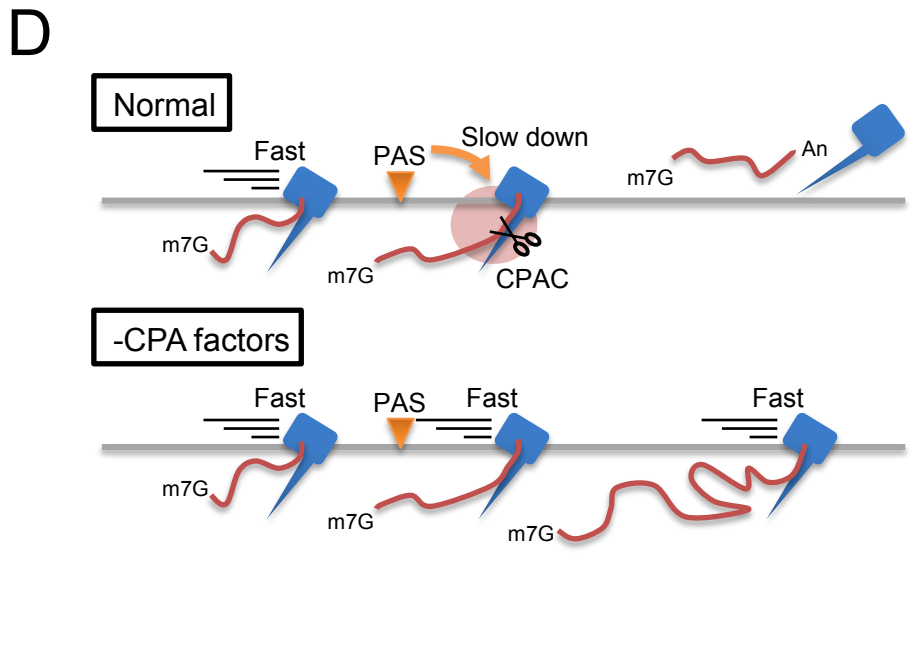 D
Normal
Fast
PAS
Slow down
An
m7G
m7G
m7G
CPAC
-CPA factors
Fast
PAS
Fast
Fast
m7G
m7G
m7G